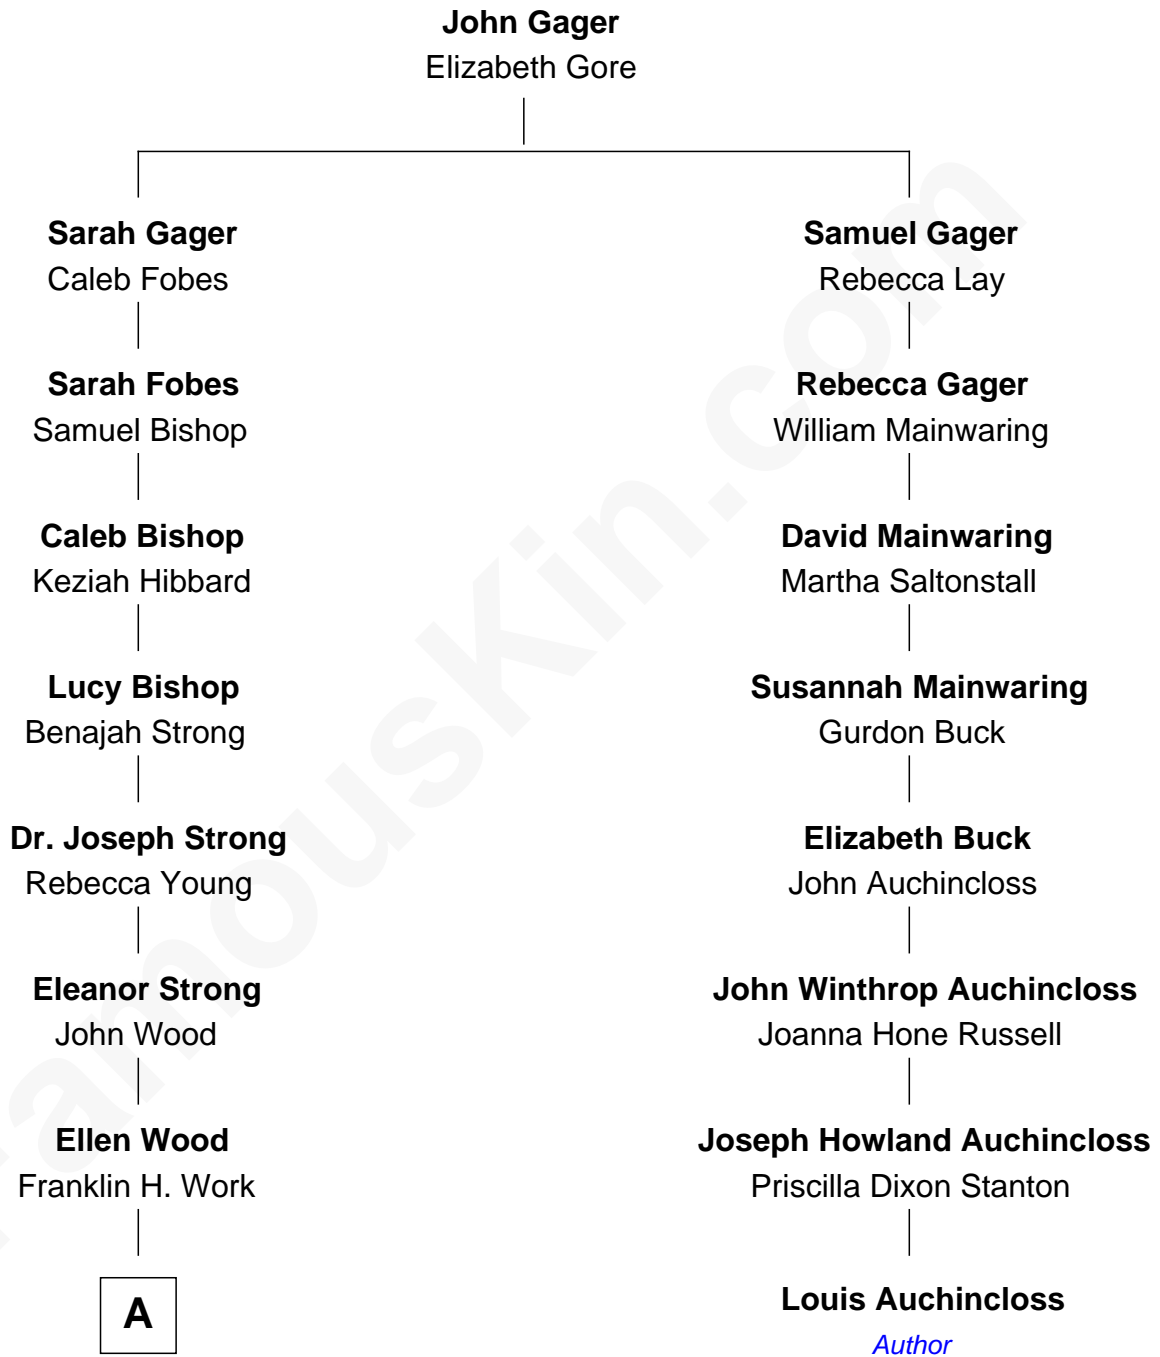 John Gager
Elizabeth Gore
Sarah Gager
Caleb Fobes
Samuel Gager
Rebecca Lay
Sarah Fobes
Samuel Bishop
Rebecca Gager
William Mainwaring
Caleb Bishop
Keziah Hibbard
David Mainwaring
Martha Saltonstall
Lucy Bishop
Benajah Strong
Susannah Mainwaring
Gurdon Buck
Dr. Joseph Strong
Rebecca Young
Elizabeth Buck
John Auchincloss
Eleanor Strong
John Wood
John Winthrop Auchincloss
Joanna Hone Russell
Ellen Wood
Franklin H. Work
Joseph Howland Auchincloss
Priscilla Dixon Stanton
A
Louis Auchincloss
Author
FamousKin.com